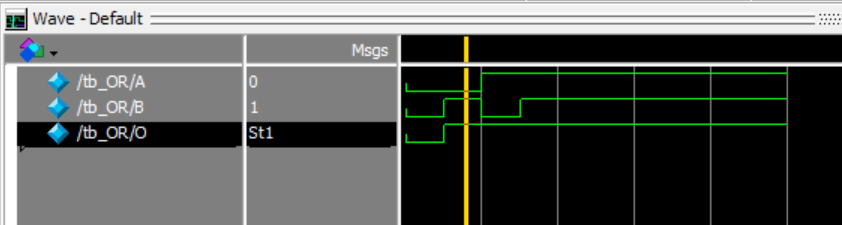 Wave - Default
Msgs
/tb_OR/A 0
/tb_OR/B 1
/tb_OR/O St1